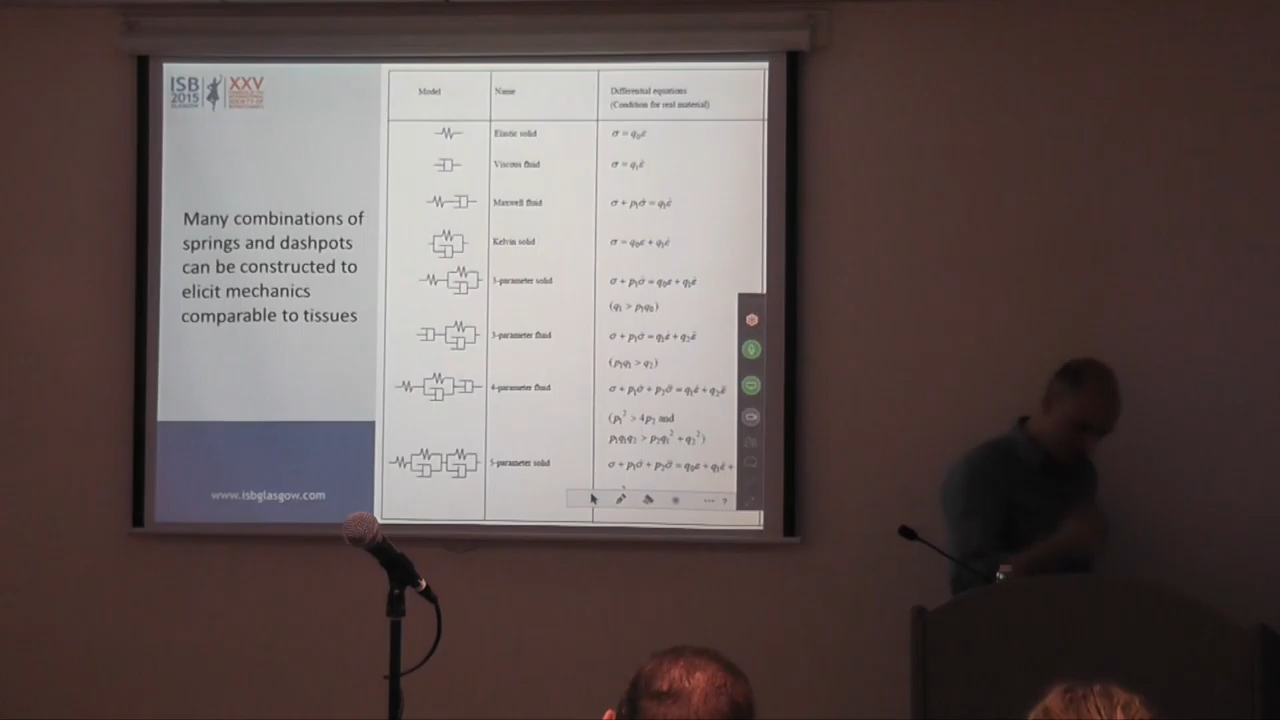 ISB
2015
GLASGOW
XXV
Many combinations of
springs and dashpots
can be constructed to
elicit mechanics
comparable to tissues
www.isbglasgow.com
Model
Name
Differential equations
(Condition for real material)
Elastic solid
σ = q₀ε
Viscous fluid
σ = q₁ε̇
Maxwell fluid
σ + p₁σ̇ = q₁ε̇
Kelvin solid
σ = q₀ε + q₁ε̇
3-parameter solid
σ + p₁σ̇ = q₀ε + q₁ε̇
(q₁ > p₁q₀)
3-parameter fluid
σ + p₁σ̇ = q₁ε̇ + q₂ε̈
(p₁q₁ > q₂)
4-parameter fluid
σ + p₁σ̇ + p₂σ̈ = q₁ε̇ + q₂ε̈
(p₁² > 4p₂ and
p₁q₁q₂ > p₂q₁² + q₂²)
5-parameter solid
σ + p₁σ̇ + p₂σ̈ = q₀ε + q₁ε̇ +